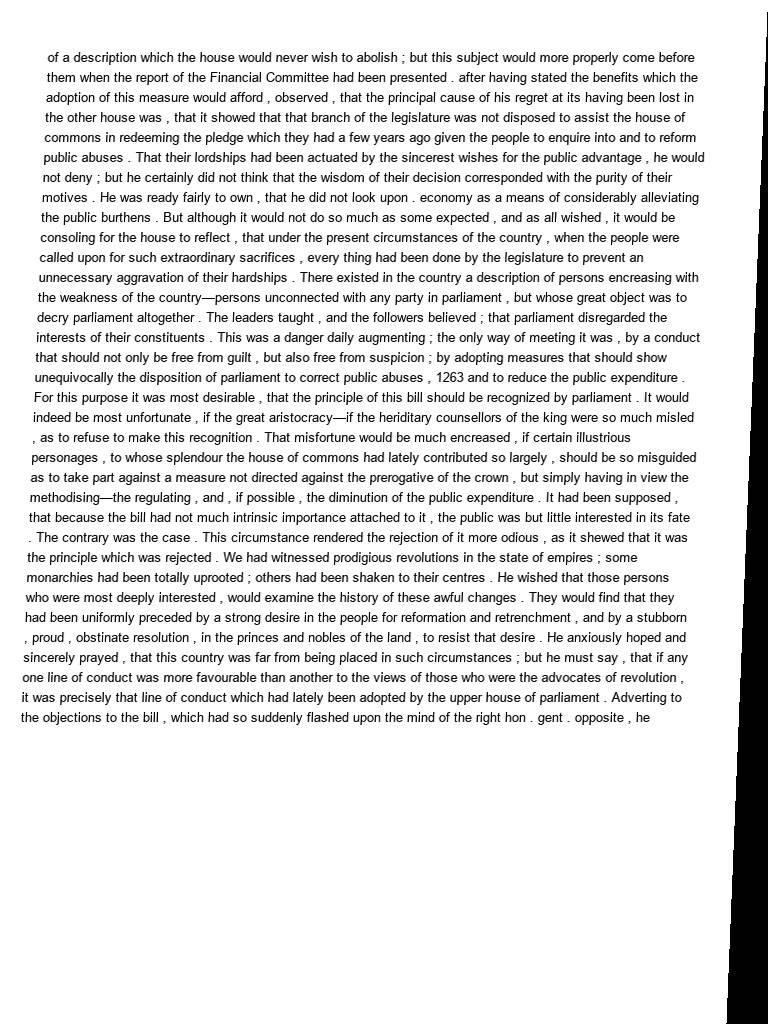 of a description which the house would never wish to abolish ; but this subject would more properly come before
them when the report of the Financial Committee had been presented . after having stated the benefits which the
adoption of this measure would afford , observed , that the principal cause of his regret at its having been lost in
the other house was , that it showed that that branch of the legislature was not disposed to assist the house of
commons in redeeming the pledge which they had a few years ago given the people to enquire into and to reform
public abuses . That their lordships had been actuated by the sincerest wishes for the public advantage , he would
not deny ; but he certainly did not think that the wisdom of their decision corresponded with the purity of their
motives . He was ready fairly to own , that he did not look upon . economy as a means of considerably alleviating
the public burthens . But although it would not do so much as some expected , and as all wished , it would be
consoling for the house to reflect , that under the present circumstances of the country , when the people were
called upon for such extraordinary sacrifices , every thing had been done by the legislature to prevent an
unnecessary aggravation of their hardships . There existed in the country a description of persons encreasing with
the weakness of the country—persons unconnected with any party in parliament , but whose great object was to
decry parliament altogether . The leaders taught , and the followers believed ; that parliament disregarded the
interests of their constituents . This was a danger daily augmenting ; the only way of meeting it was , by a conduct
that should not only be free from guilt , but also free from suspicion ; by adopting measures that should show
unequivocally the disposition of parliament to correct public abuses , 1263 and to reduce the public expenditure .
For this purpose it was most desirable , that the principle of this bill should be recognized by parliament . It would
indeed be most unfortunate , if the great aristocracy—if the heriditary counsellors of the king were so much misled
, as to refuse to make this recognition . That misfortune would be much encreased , if certain illustrious
personages , to whose splendour the house of commons had lately contributed so largely , should be so misguided
as to take part against a measure not directed against the prerogative of the crown , but simply having in view the
methodising—the regulating , and , if possible , the diminution of the public expenditure . It had been supposed ,
that because the bill had not much intrinsic importance attached to it , the public was but little interested in its fate
. The contrary was the case . This circumstance rendered the rejection of it more odious , as it shewed that it was
the principle which was rejected . We had witnessed prodigious revolutions in the state of empires ; some
monarchies had been totally uprooted ; others had been shaken to their centres . He wished that those persons
who were most deeply interested , would examine the history of these awful changes . They would find that they
had been uniformly preceded by a strong desire in the people for reformation and retrenchment , and by a stubborn
, proud , obstinate resolution , in the princes and nobles of the land , to resist that desire . He anxiously hoped and
sincerely prayed , that this country was far from being placed in such circumstances ; but he must say , that if any
one line of conduct was more favourable than another to the views of those who were the advocates of revolution ,
it was precisely that line of conduct which had lately been adopted by the upper house of parliament . Adverting to
the objections to the bill , which had so suddenly flashed upon the mind of the right hon . gent . opposite , he